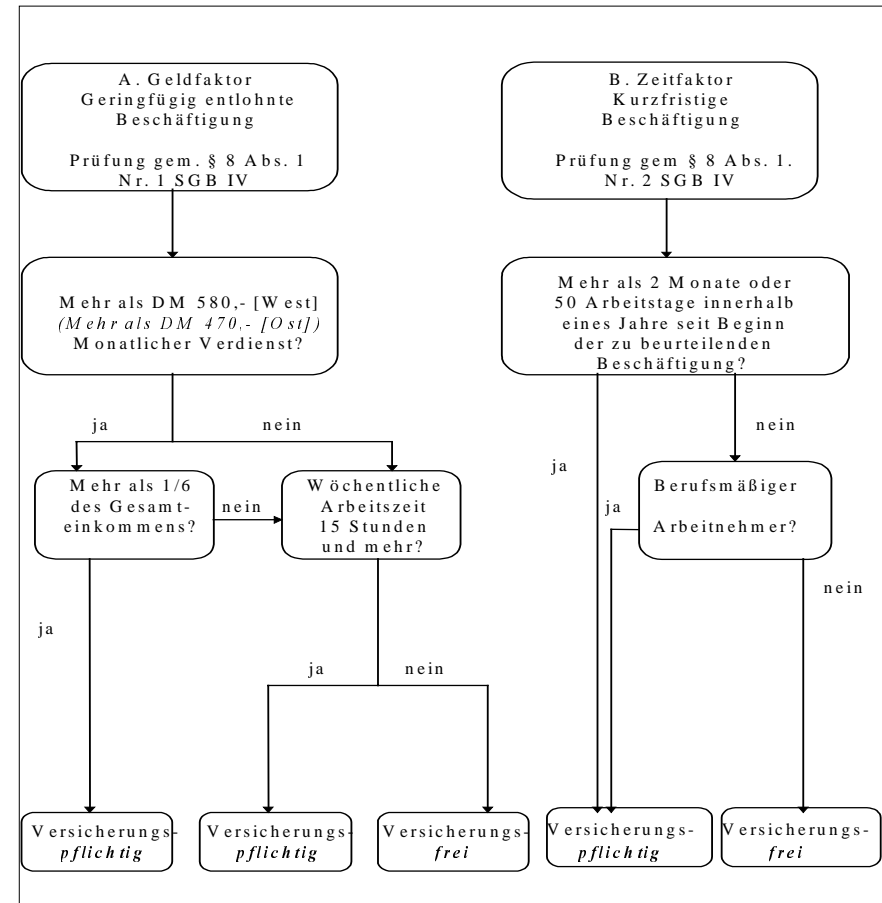 A. Geldfaktor
Geringfügig entlohnte
Beschäftigung
Prüfung gem. § 8 Abs. 1
Nr. 1 SGB IV
B. Zeitfaktor
Kurzfristige
Beschäftigung
Prüfung gem § 8 Abs. 1.
Nr. 2 SGB IV
Mehr als DM 580,- [West]
(Mehr als DM 470,- [Ost])
Monatlicher Verdienst?
Mehr als 2 Monate oder
50 Arbeitstage innerhalb
eines Jahre seit Beginn
der zu beurteilenden
Beschäftigung?
ja
nein
ja
nein
Mehr als 1/6
des Gesamt-
einkommens?
nein
Wöchentliche
Arbeitszeit
15 Stunden
und mehr?
Berufsmäßiger
Arbeitnehmer?
ja
nein
ja
ja
nein
Versicherungs-
pflichtig
Versicherungs-
pflichtig
Versicherungs-
frei
Versicherungs-
pflichtig
Versicherungs-
frei